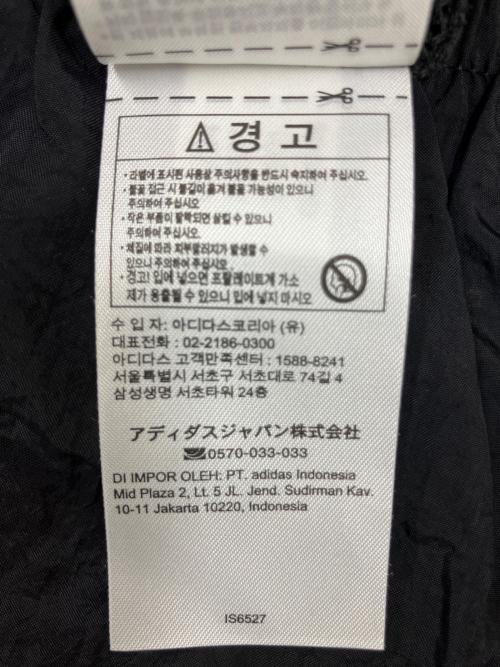 ⚠ 경 고
· 라벨에 표시된 사용상 주의사항을 반드시 숙지하여 주십시오.
· 불꽃 접근 시 불길이 옮겨 붙을 가능성이 있으니
주의하여 주십시오
· 작은 부품이 탈락되면 삼킬 수 있으니
주의하여 주십시오.
· 체질에 따라 피부알러지가 발생할 수
있으니 주의하여 주십시오.
· 경고! 입에 넣으면 프탈레이트계 가소
제가 용출될 수 있으니 입에 넣지 마시오
수 입 자: 아디다스코리아 (유)
대표전화 : 02-2186-0300
아디다스 고객만족센터 : 1588-8241
서울특별시 서초구 서초대로 74길 4
삼성생명 서초타워 24층
アディダスジャパン株式会社
0570-033-033
DI IMPOR OLEH: PT. adidas Indonesia
Mid Plaza 2, Lt. 5 JL. Jend. Sudirman Kav.
10-11 Jakarta 10220, Indonesia
IS6527